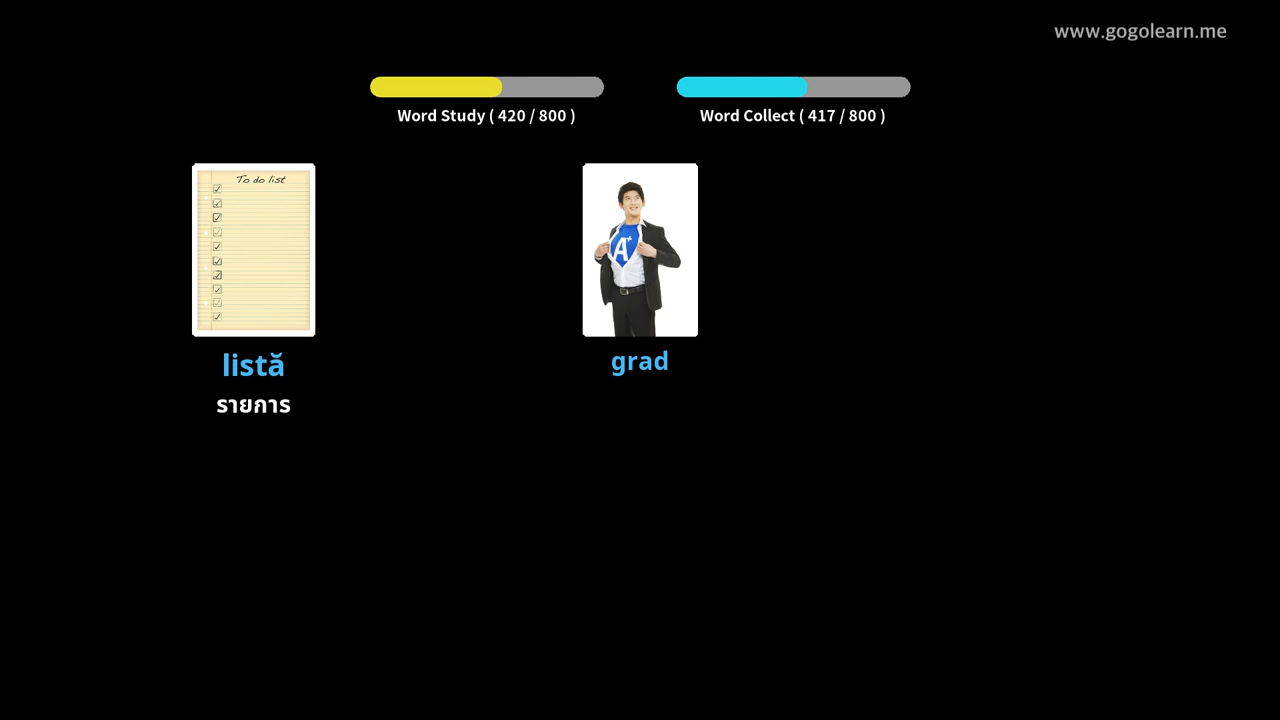 www.gogolearn.me
Word Study ( 420 / 800 )
Word Collect ( 417 / 800 )
To do list
A+
listă
รายการ
grad